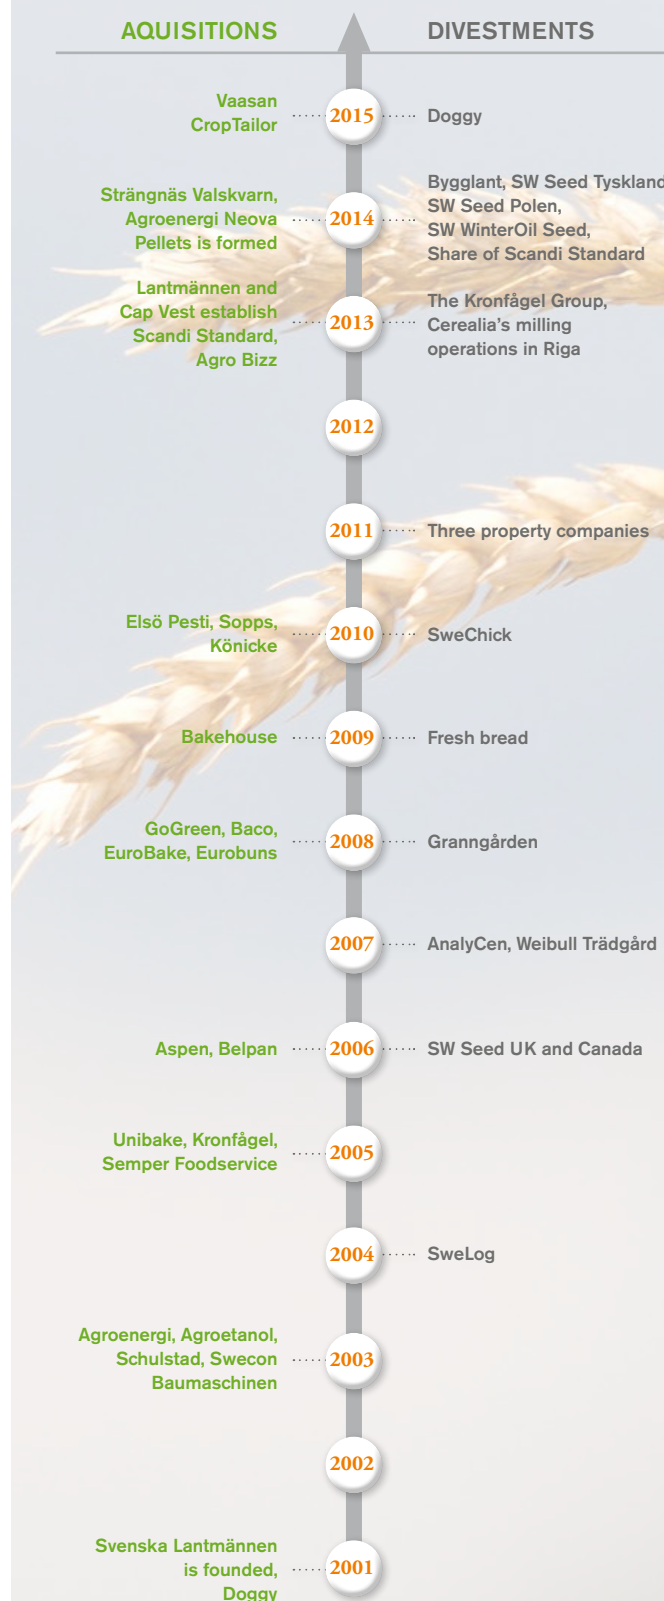 AQUISITIONS
DIVESTMENTS
Vaasan
CropTailor
2015
Doggy
Strängnäs Valskvarn,
Agroenergi Neova
Pellets is formed
2014
Bygglant, SW Seed Tyskland
SW Seed Polen,
SW WinterOil Seed,
Share of Scandi Standard
Lantmännen and
Cap Vest establish
Scandi Standard,
Agro Bizz
2013
The Kronfågel Group,
Cerealia’s milling
operations in Riga
2012
2011
Three property companies
Elsö Pesti, Sopps,
Könicke
2010
SweChick
Bakehouse
2009
Fresh bread
GoGreen, Baco,
EuroBake, Eurobuns
2008
Granngården
2007
AnalyCen, Weibull Trädgård
Aspen, Belpan
2006
SW Seed UK and Canada
Unibake, Kronfågel,
Semper Foodservice
2005
2004
SweLog
Agroenergi, Agroetanol,
Schulstad, Swecon
Baumaschinen
2003
2002
Svenska Lantmännen
is founded,
Doggy
2001